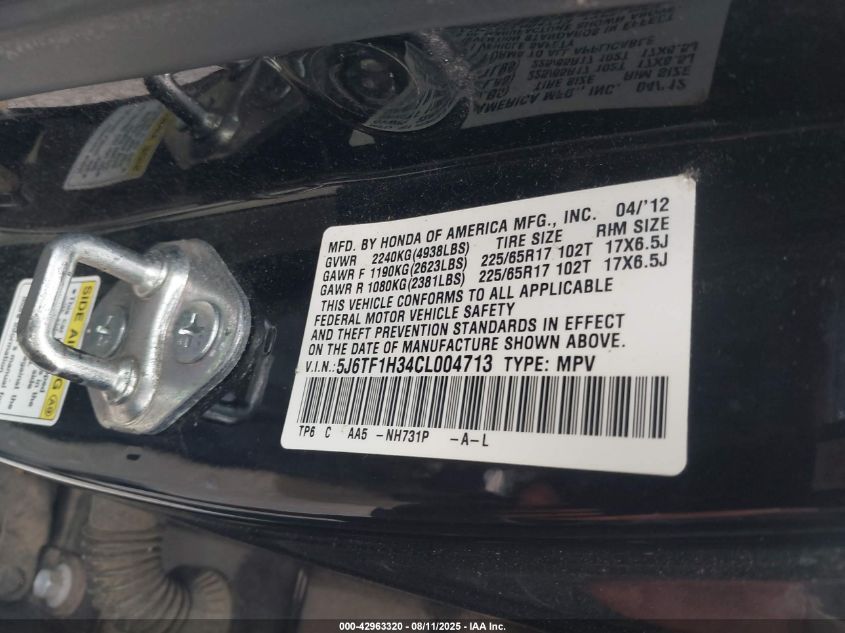 MFD. BY HONDA OF AMERICA MFG., INC. 04/'12
GVWR 2240KG(4938LBS) TIRE SIZE RHM SIZE
GAWR F 1190KG(2623LBS) 225/65R17 102T 17X6.5J
GAWR R 1080KG(2381LBS) 225/65R17 102T 17X6.5J
THIS VEHICLE CONFORMS TO ALL APPLICABLE
FEDERAL MOTOR VEHICLE SAFETY
AND THEFT PREVENTION STANDARDS IN EFFECT
ON THE DATE OF MANUFACTURE SHOWN ABOVE.
V.I.N.: 5J6TF1H34CL004713 TYPE: MPV
TP6 C AA5 -NH731P -A-L
SIDE AI
000-42963320 - 08/11/2025 - IAA Inc.